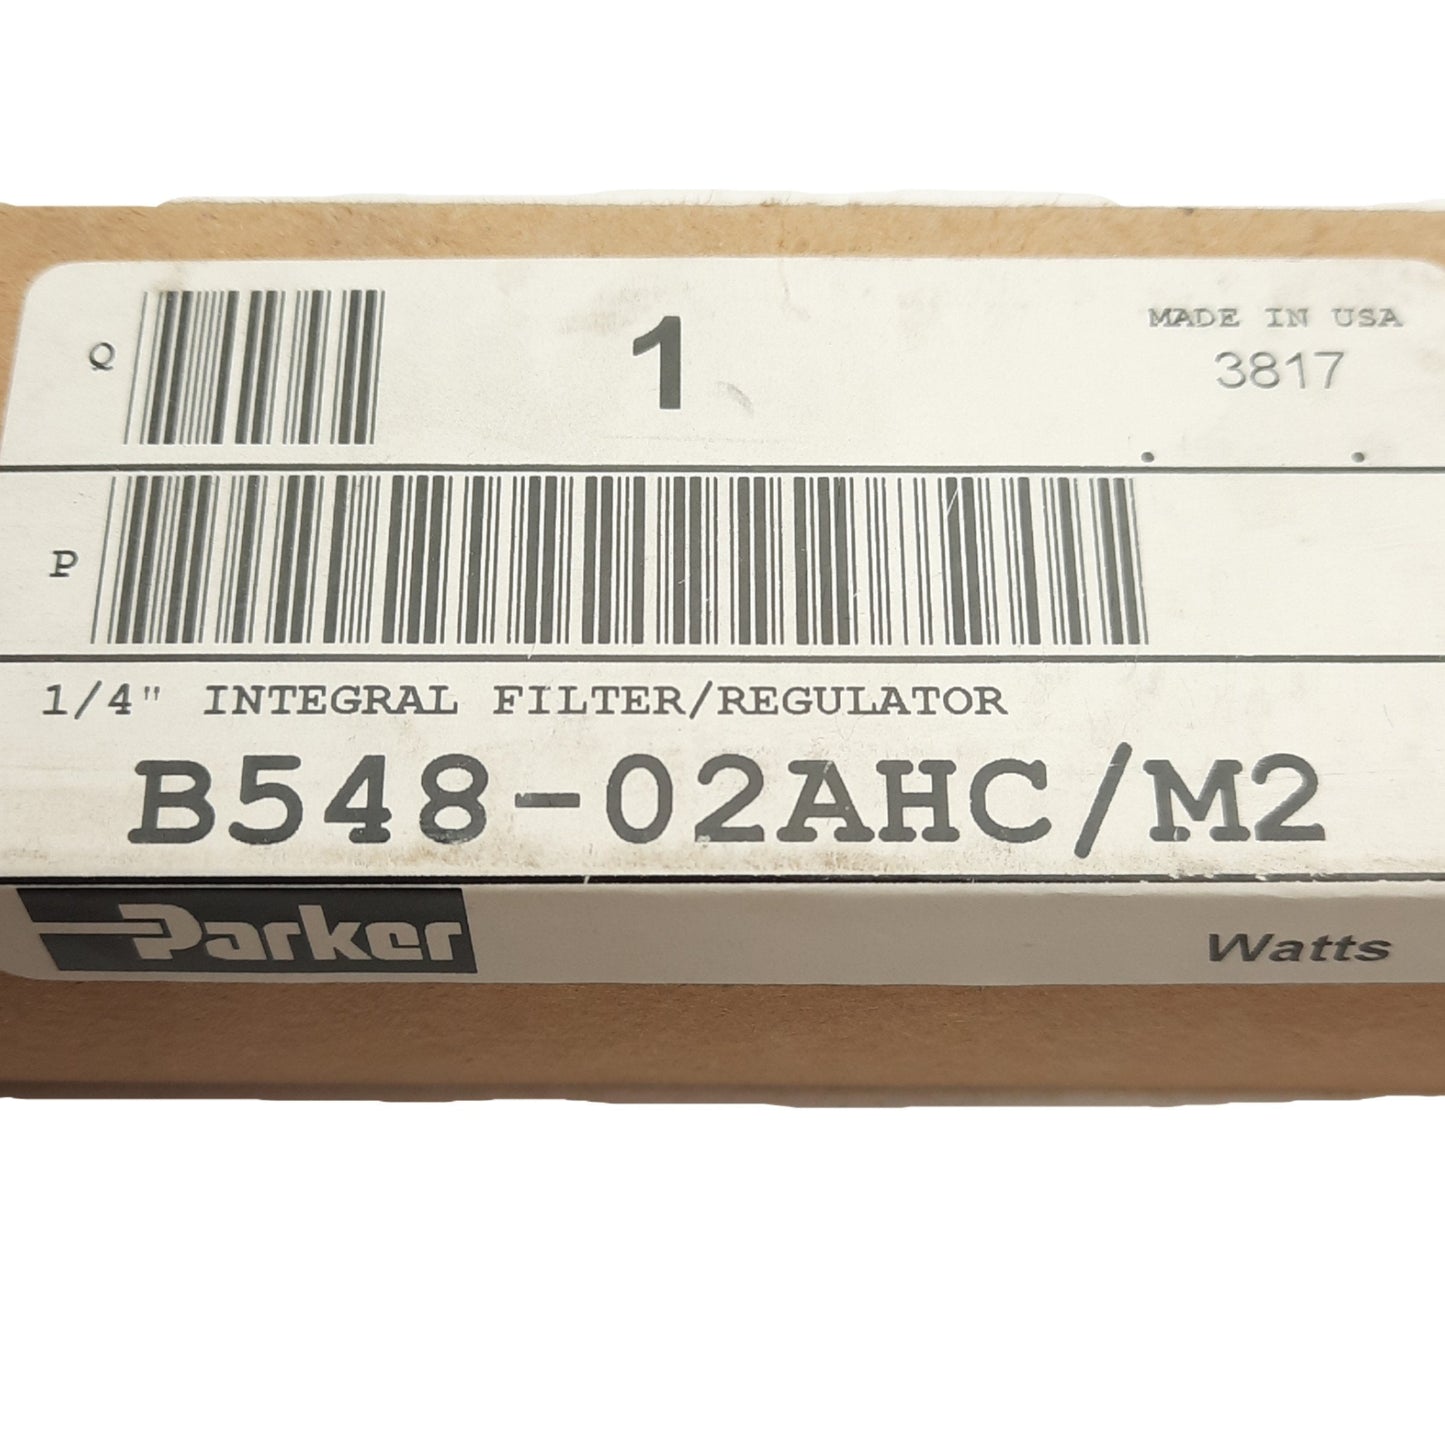 Q 1 MADE IN USA
3817
P
1/4" INTEGRAL FILTER/REGULATOR
B548-02AHC/M2
Parker Watts